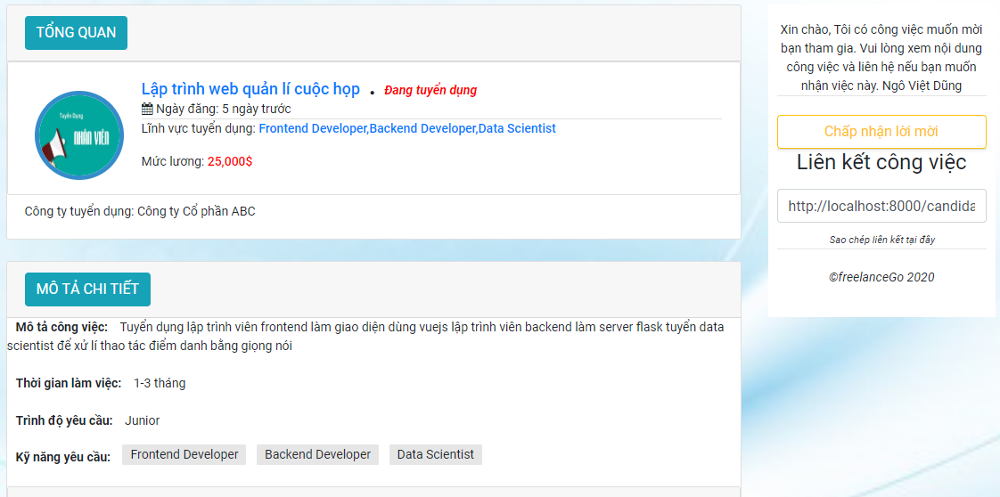 TỔNG QUAN
Tuyển Dụng
NHÂN VIÊN
Lập trình web quản lí cuộc họp • Đang tuyển dụng
Ngày đăng: 5 ngày trước
Lĩnh vực tuyển dụng: Frontend Developer,Backend Developer,Data Scientist
Mức lương: 25,000$
Công ty tuyển dụng: Công ty Cổ phần ABC
MÔ TẢ CHI TIẾT
Mô tả công việc: Tuyển dụng lập trình viên frontend làm giao diện dùng vuejs lập trình viên backend làm server flask tuyển data
scientist để xử lí thao tác điểm danh bằng giọng nói
Thời gian làm việc: 1-3 tháng
Trình độ yêu cầu: Junior
Kỹ năng yêu cầu: Frontend Developer Backend Developer Data Scientist
Xin chào, Tôi có công việc muốn mời
bạn tham gia. Vui lòng xem nội dung
công việc và liên hệ nếu bạn muốn
nhận việc này. Ngô Việt Dũng
Chấp nhận lời mời
Liên kết công việc
http://localhost:8000/candida
Sao chép liên kết tại đây
©freelanceGo 2020